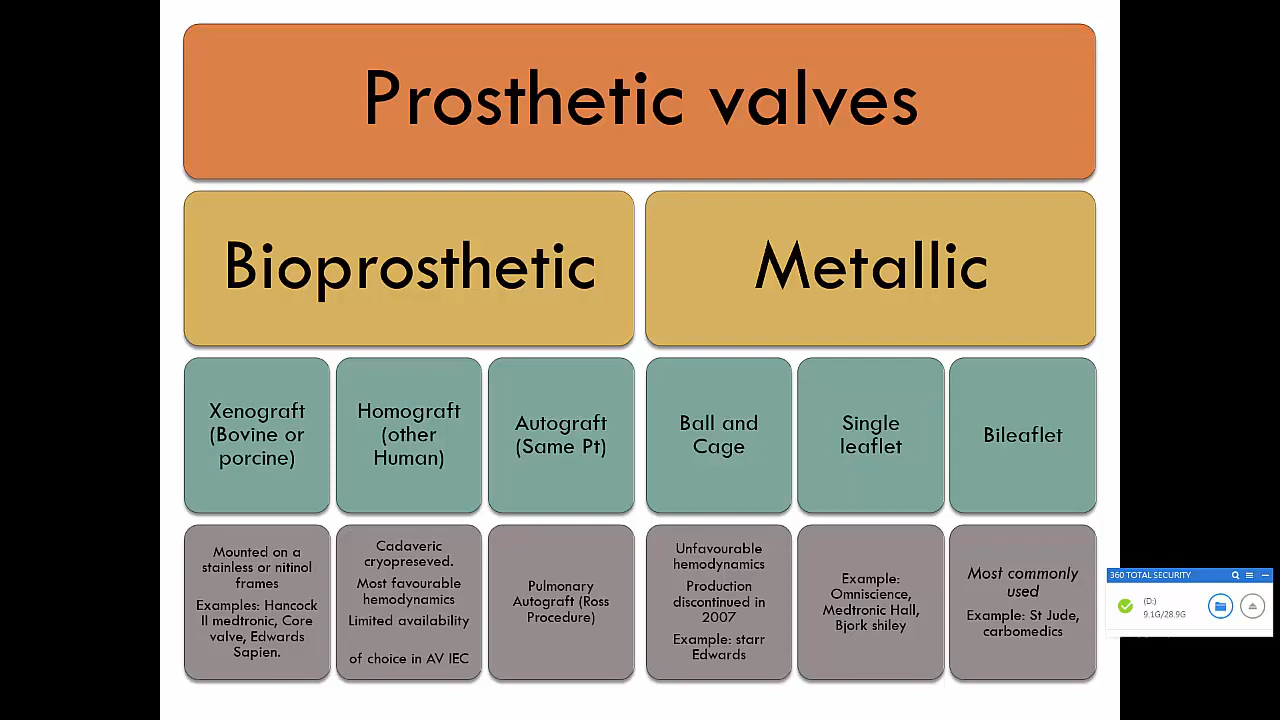 Prosthetic valves
Bioprosthetic
Metallic
Xenograft
(Bovine or
porcine)
Homograft
(other
Human)
Autograft
(Same Pt)
Ball and
Cage
Single
leaflet
Bileaflet
Mounted on a
stainless or nitinol
frames
Examples: Hancock
II medtronic, Core
valve, Edwards
Sapien.
Cadaveric
cryopreseved.
Most favourable
hemodynamics
Limited availability
of choice in AV IEC
Pulmonary
Autograft (Ross
Procedure)
Unfavourable
hemodynamics
Production
discontinued in
2007
Example: starr
Edwards
Example:
Omniscience,
Medtronic Hall,
Bjork shiley
Most commonly
used
Example: St Jude,
carbomedics
360 TOTAL SECURITY
(D:)
9.1G/28.9G